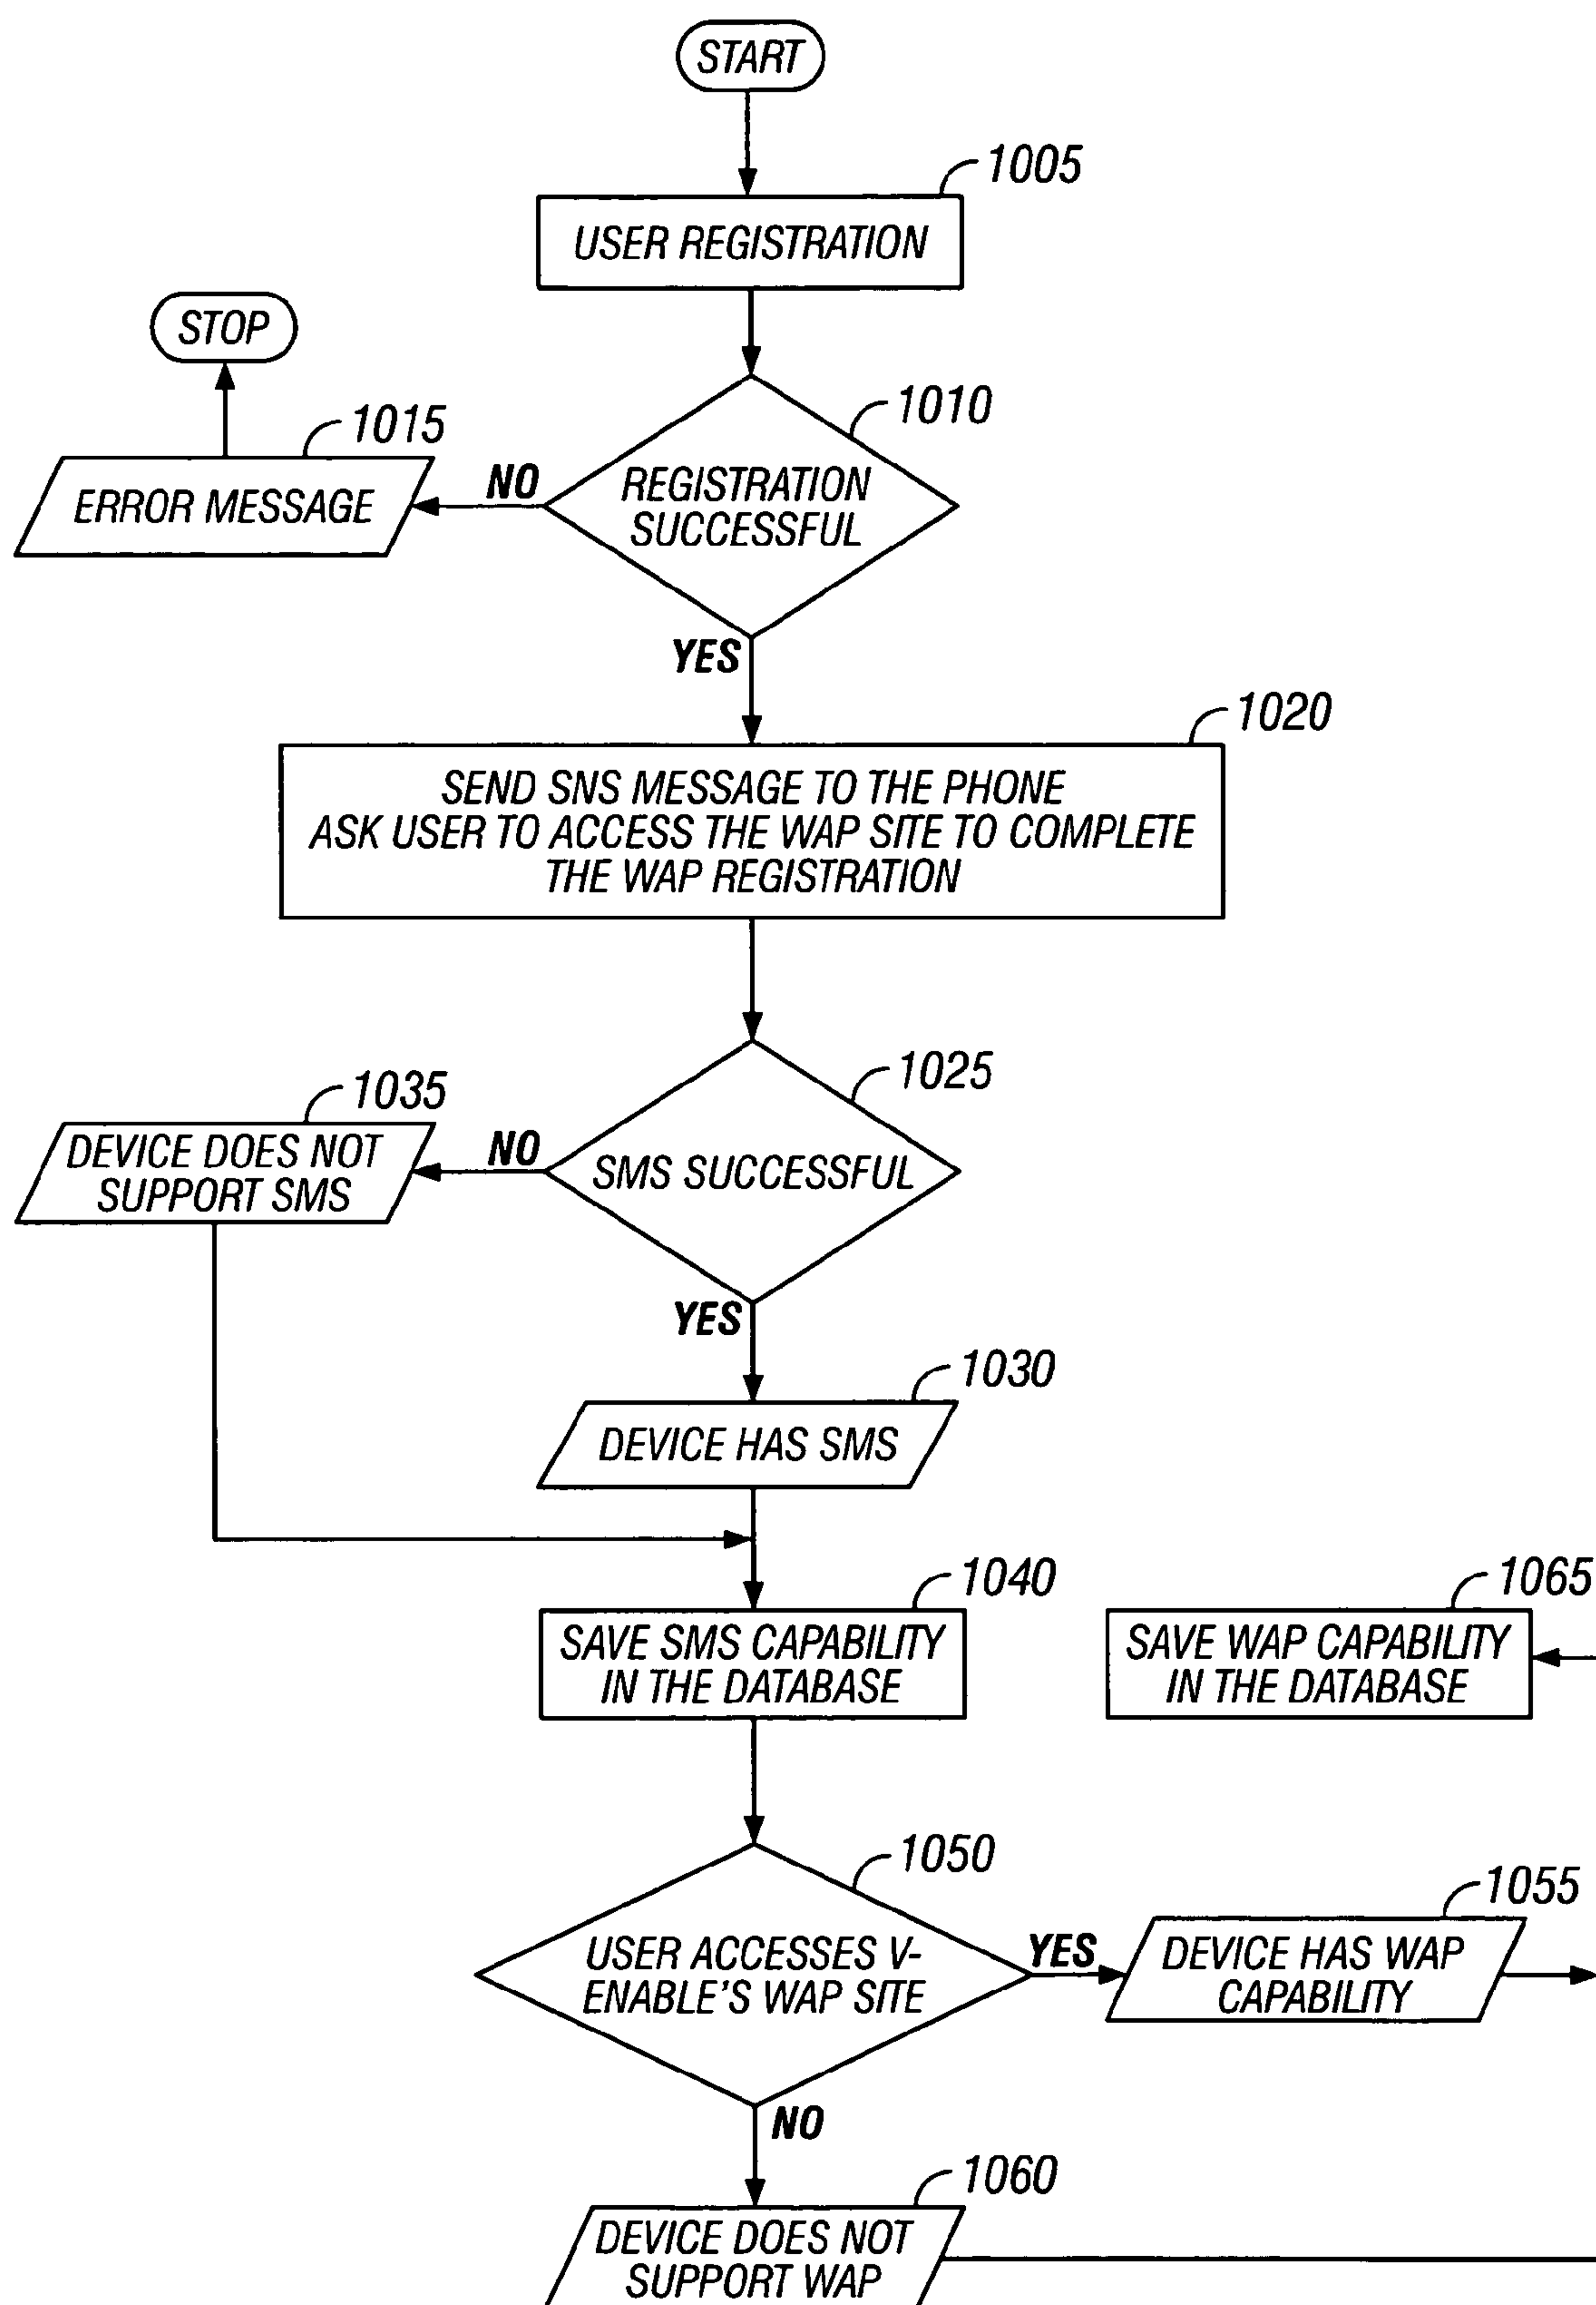 START
1005
USER REGISTRATION
STOP
1010
1015
REGISTRATION
SUCCESSFUL
NO
ERROR MESSAGE
YES
1020
SEND SNS MESSAGE TO THE PHONE
ASK USER TO ACCESS THE WAP SITE TO COMPLETE
THE WAP REGISTRATION
1025
1035
NO
DEVICE DOES NOT
SUPPORT SMS
SMS SUCCESSFUL
YES
1030
DEVICE HAS SMS
1040
1065
SAVE SMS CAPABILITY
IN THE DATABASE
SAVE WAP CAPABILITY
IN THE DATABASE
1050
1055
USER ACCESSES V-
ENABLE'S WAP SITE
YES
DEVICE HAS WAP
CAPABILITY
NO
1060
DEVICE DOES NOT
SUPPORT WAP